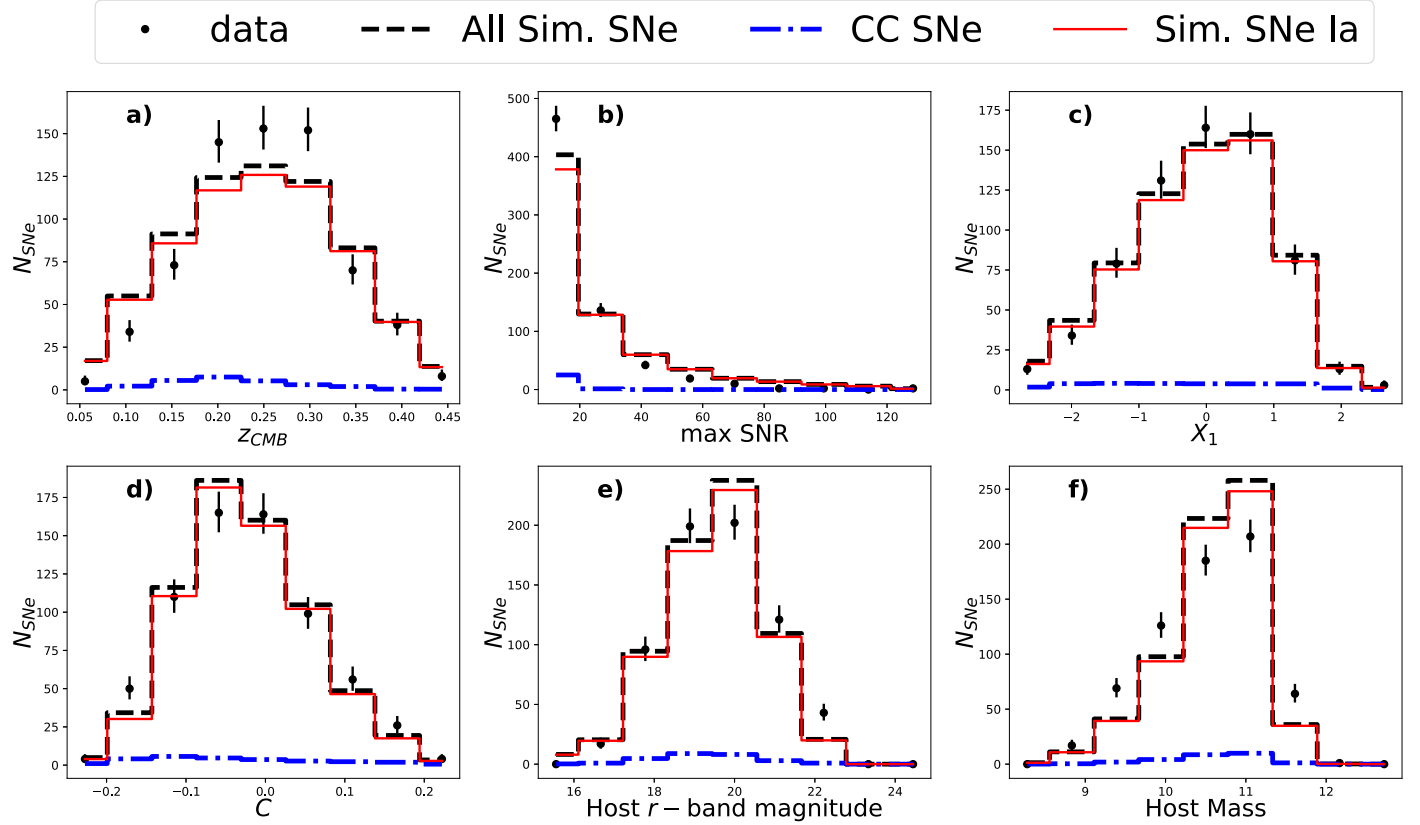 data All Sim. SNe CC SNe Sim. SNe Ia
a)
N_SNe
0 25 50 75 100 125 150
0.05 0.10 0.15 0.20 0.25 0.30 0.35 0.40 0.45
z_CMB
b)
N_SNe
0 100 200 300 400 500
20 40 60 80 100 120
max SNR
c)
N_SNe
0 25 50 75 100 125 150 175
−2 −1 0 1 2
X_1
d)
N_SNe
0 25 50 75 100 125 150 175
−0.2 −0.1 0.0 0.1 0.2
C
e)
N_SNe
0 50 100 150 200
16 18 20 22 24
Host r − band magnitude
f)
N_SNe
0 50 100 150 200 250
9 10 11 12
Host Mass